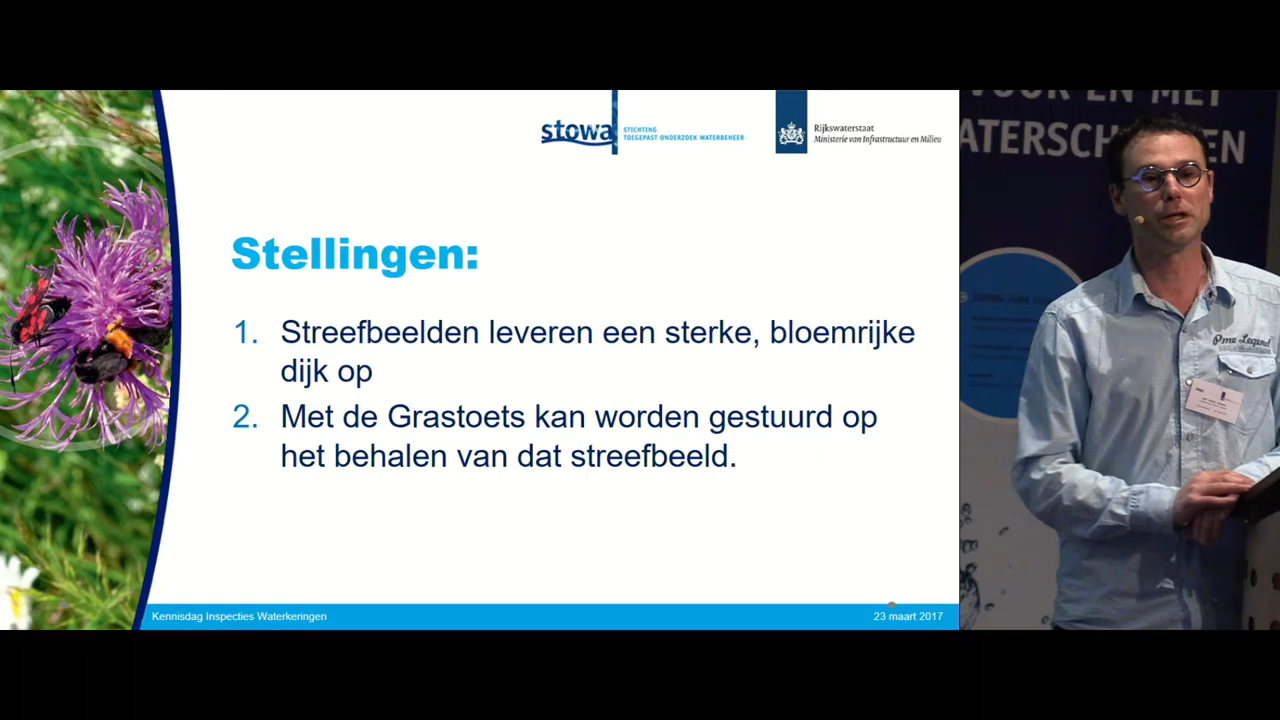 stowa
STICHTING
TOEGEPAST ONDERZOEK WATERBEHEER
Rijkswaterstaat
Ministerie van Infrastructuur en Milieu
Stellingen:
1. Streefbeelden leveren een sterke, bloemrijke
dijk op
2. Met de Grastoets kan worden gestuurd op
het behalen van dat streefbeeld.
Kennisdag Inspecties Waterkeringen
23 maart 2017
VOOR EN MET
Pme Legend